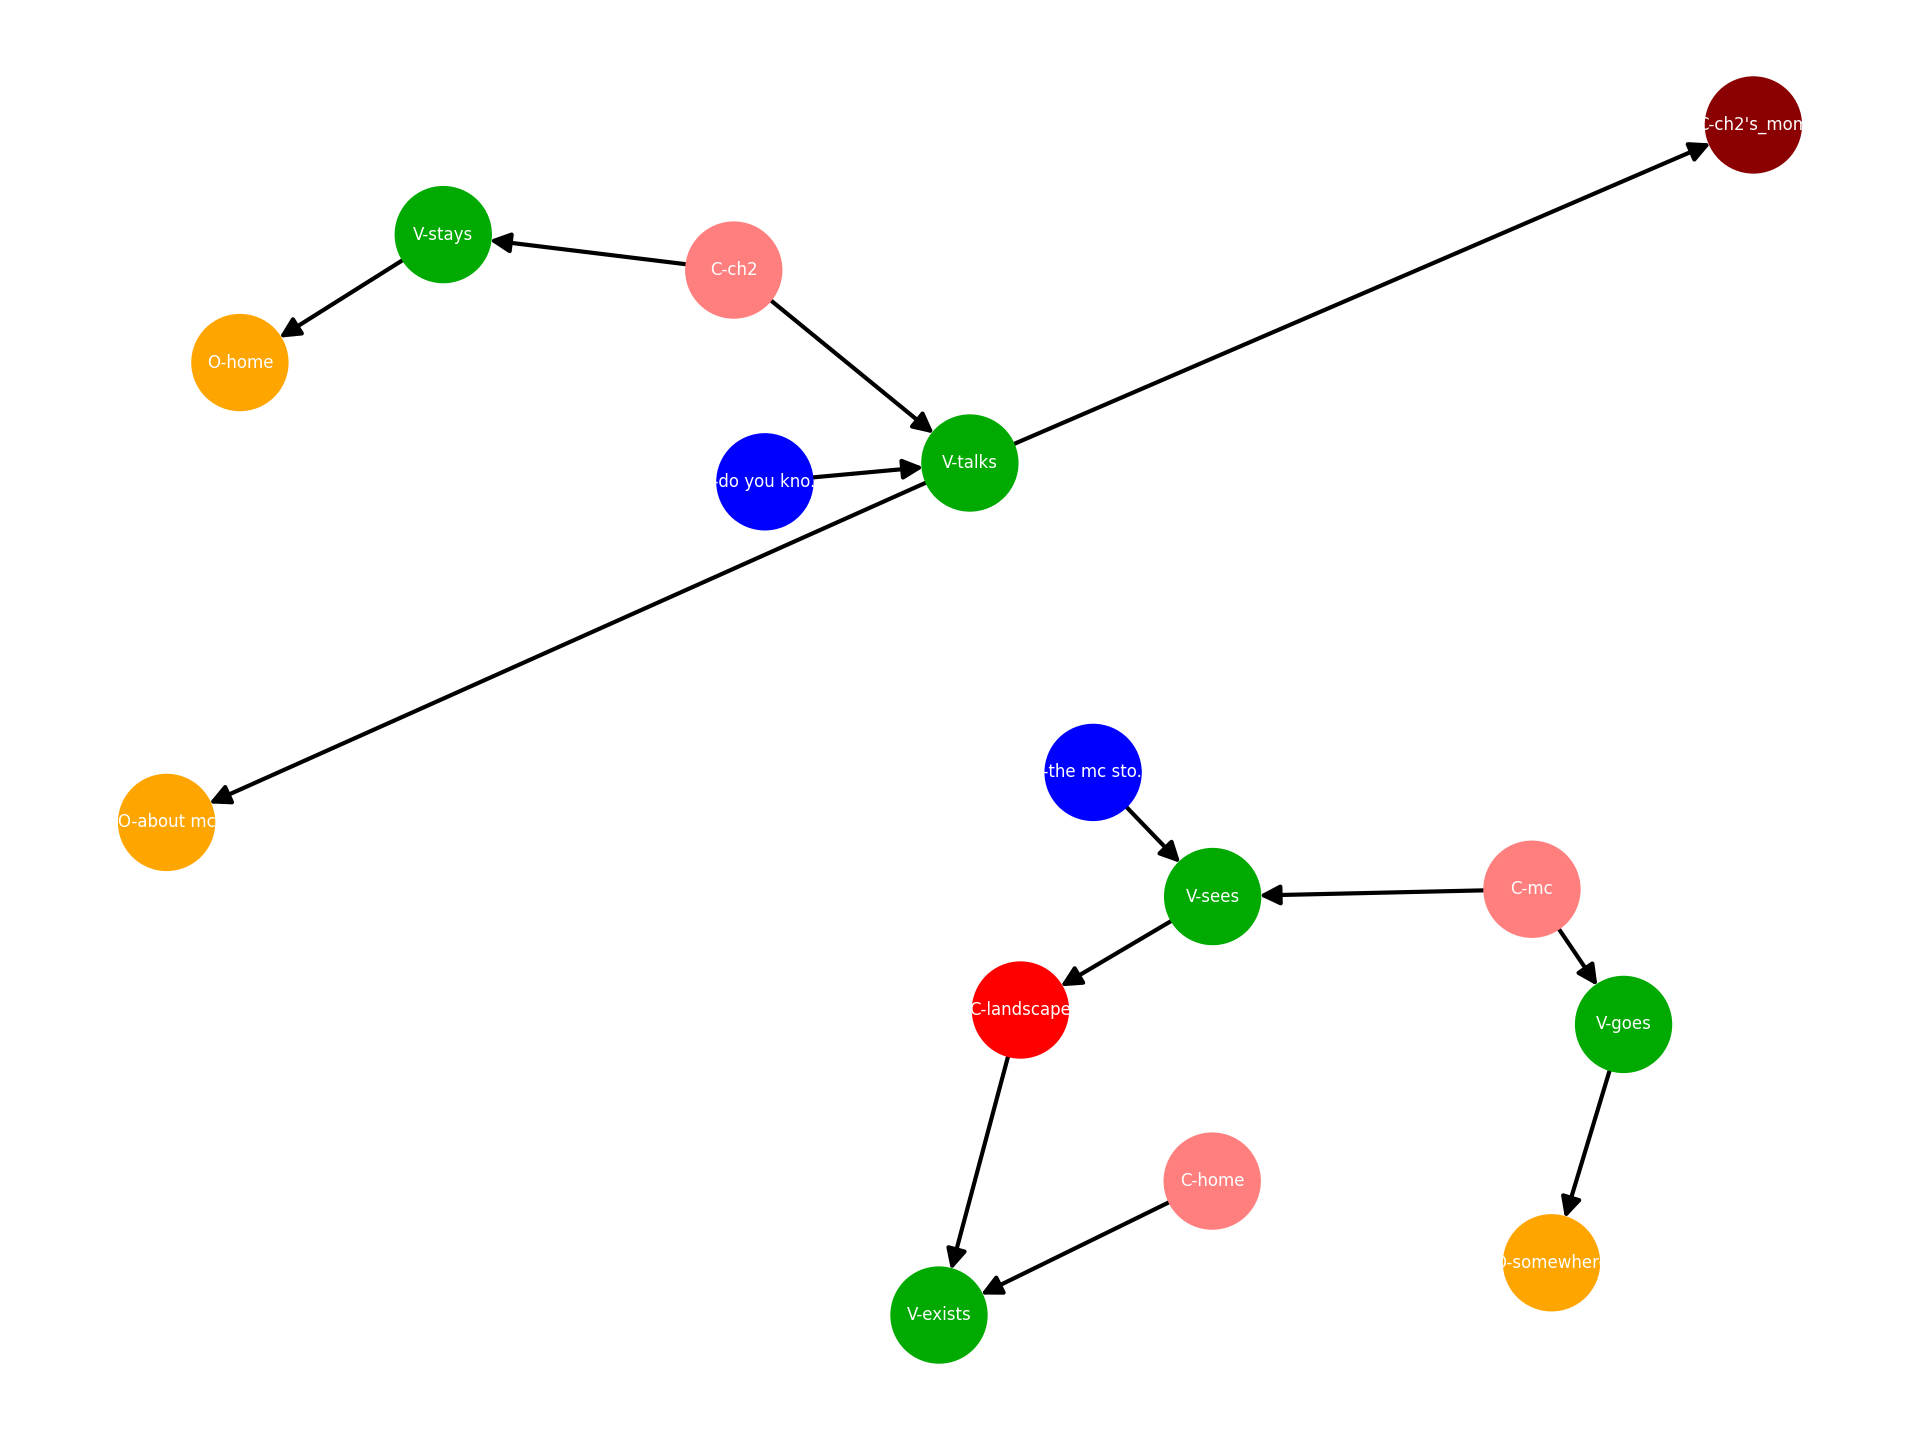 C-ch2's_mom
V-stays
C-ch2
O-home
V-talks
-do you kno.
-the mc sto.
O-about mc
C-mc
V-sees
C-landscape
V-goes
C-home
O-somewher
V-exists